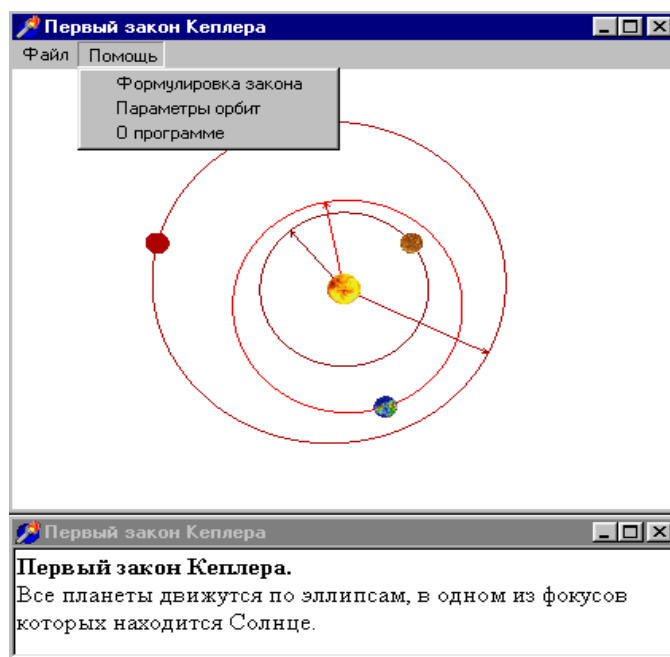 Первый закон Кеплера
Файл Помощь
Формулировка закона
Параметры орбит
О программе
Первый закон Кеплера
Первый закон Кеплера.
Все планеты движутся по эллипсам, в одном из фокусов
которых находится Солнце.